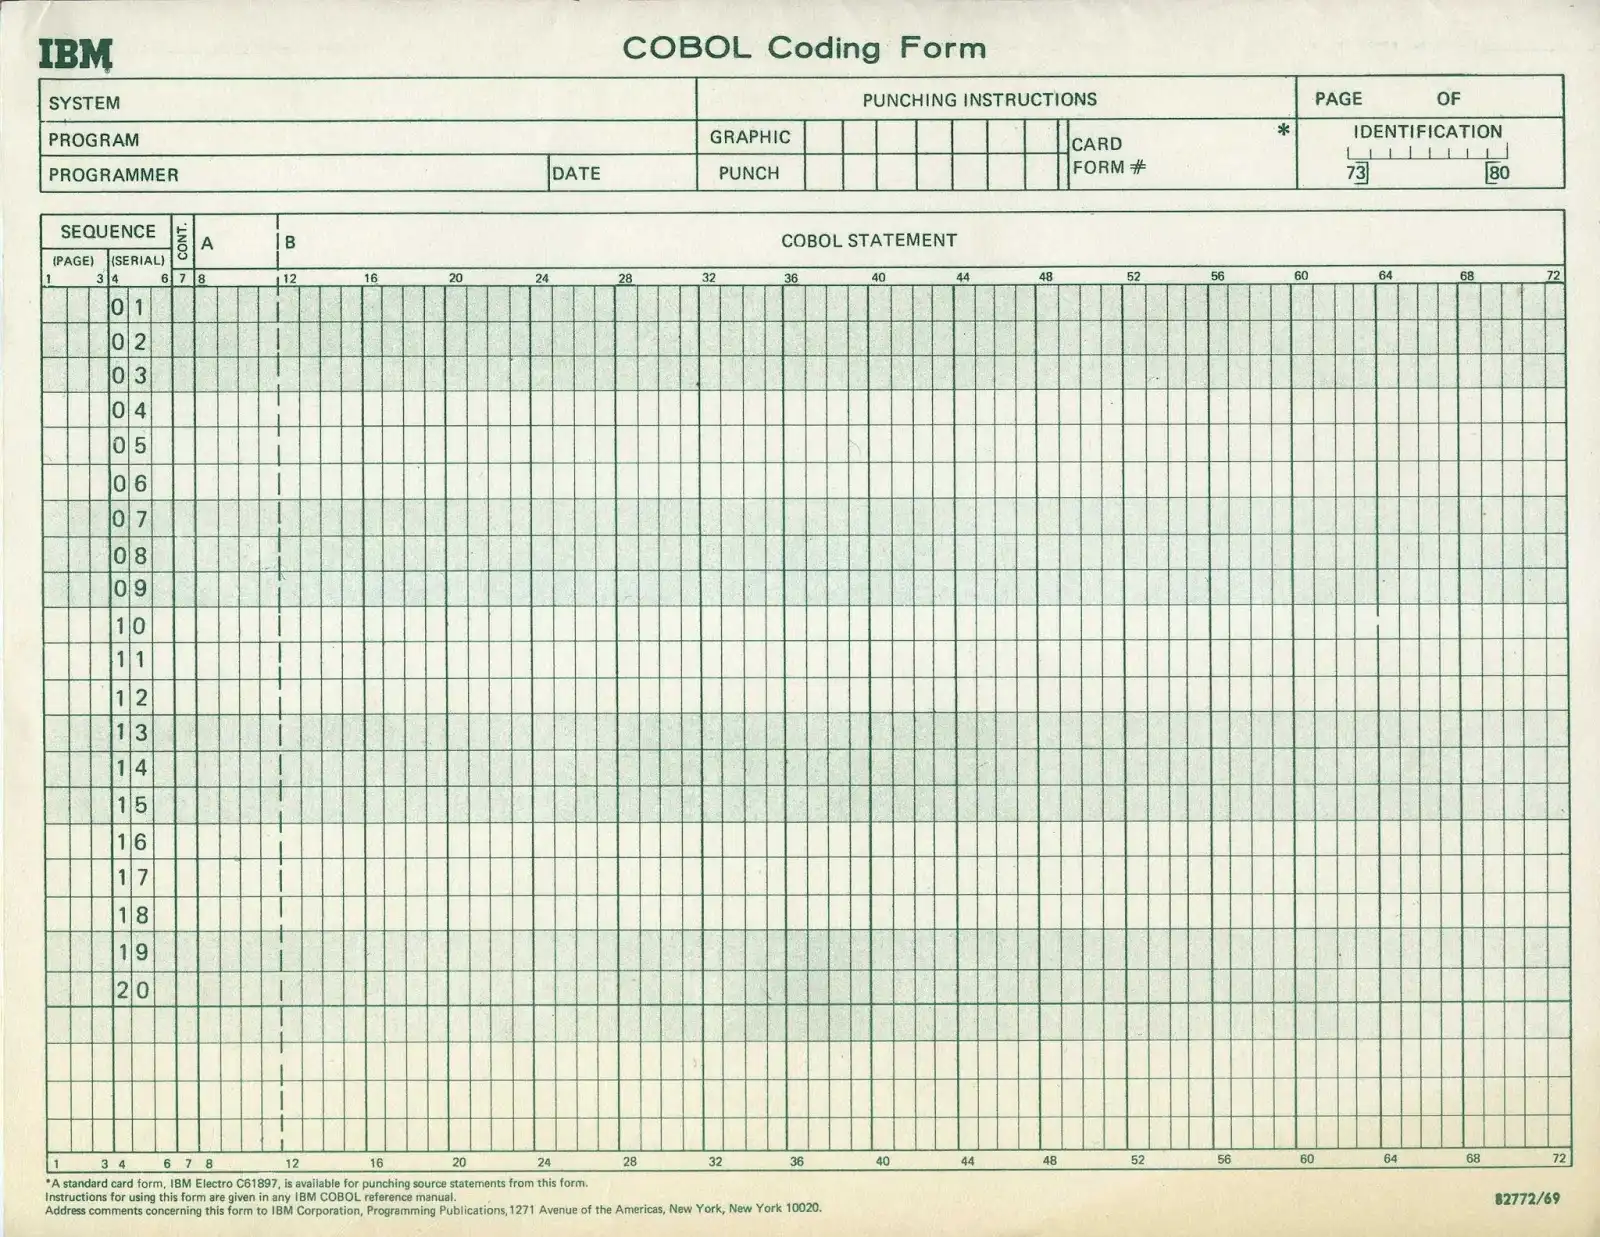 IBM
COBOL Coding Form
SYSTEM
PUNCHING INSTRUCTIONS
PAGE OF
PROGRAM
GRAPHIC
CARD
FORM #
*
IDENTIFICATION
73 80
PROGRAMMER
DATE
PUNCH
SEQUENCE
CONT.
A
B
COBOL STATEMENT
(PAGE) (SERIAL)
1 3 4 6 7 8 12 16 20 24 28 32 36 40 44 48 52 56 60 64 68 72
01
02
03
04
05
06
07
08
09
10
11
12
13
14
15
16
17
18
19
20
1 3 4 6 7 8 12 16 20 24 28 32 36 40 44 48 52 56 60 64 68 72
*A standard card form, IBM Electro C61897, is available for punching source statements from this form.
Instructions for using this form are given in any IBM COBOL reference manual.
Address comments concerning this form to IBM Corporation, Programming Publications, 1271 Avenue of the Americas, New York, New York 10020.
82772/69